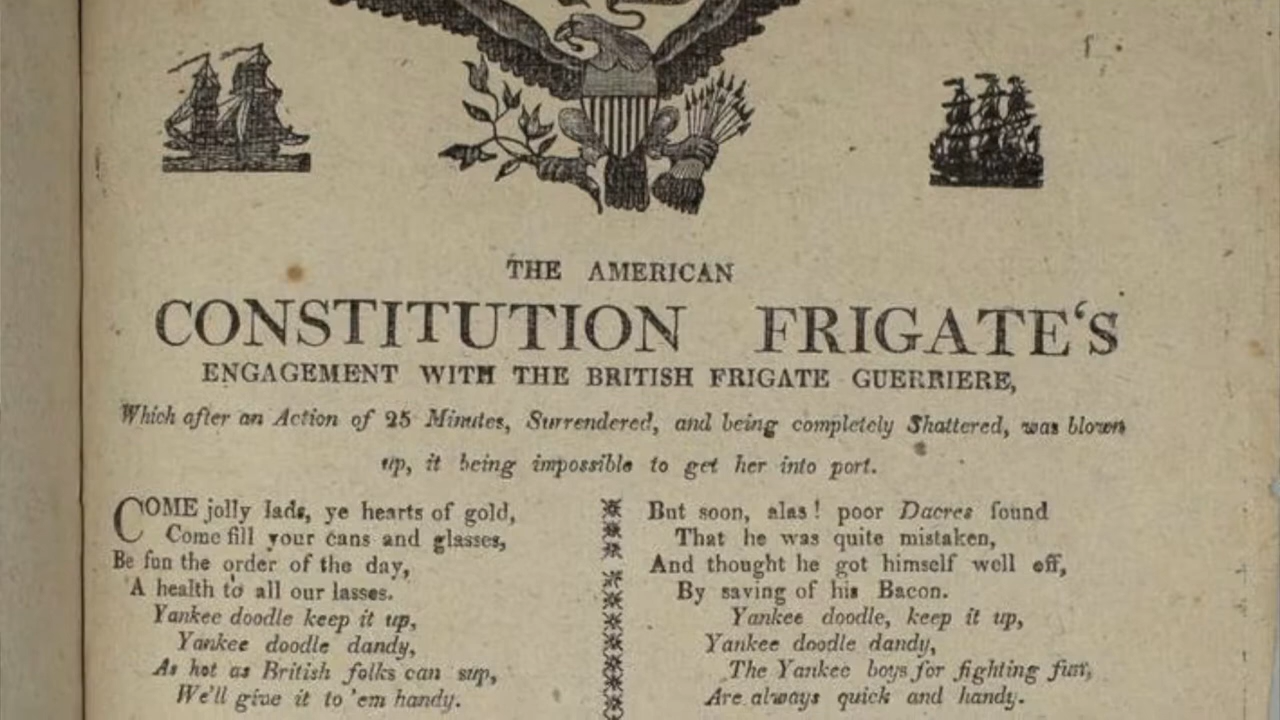 THE AMERICAN
CONSTITUTION FRIGATE'S
ENGAGEMENT WITH THE BRITISH FRIGATE GUERRIERE,
Which after an Action of 25 Minutes, Surrendered, and being completely Shattered, was blown
up, it being impossible to get her into port.
COME jolly lads, ye hearts of gold,
Come fill your cans and glasses,
Be fun the order of the day,
A health to all our lasses.
Yankee doodle keep it up,
Yankee doodle dandy,
As hot as British folks can sup,
We'll give it to 'em handy.
But soon, alas! poor Dacres found
That he was quite mistaken,
And thought he got himself well off,
By saving of his Bacon.
Yankee doodle, keep it up,
Yankee doodle dandy,
The Yankee boys for fighting fun,
Are always quick and handy.